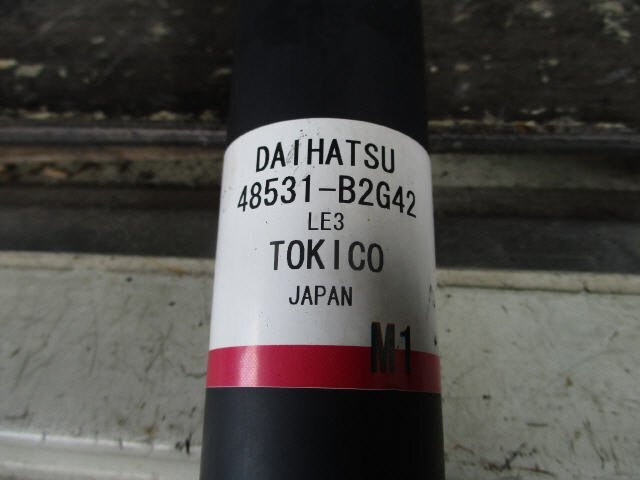 DAIHATSU
48531-B2G42
LE3
TOKICO
JAPAN
M1